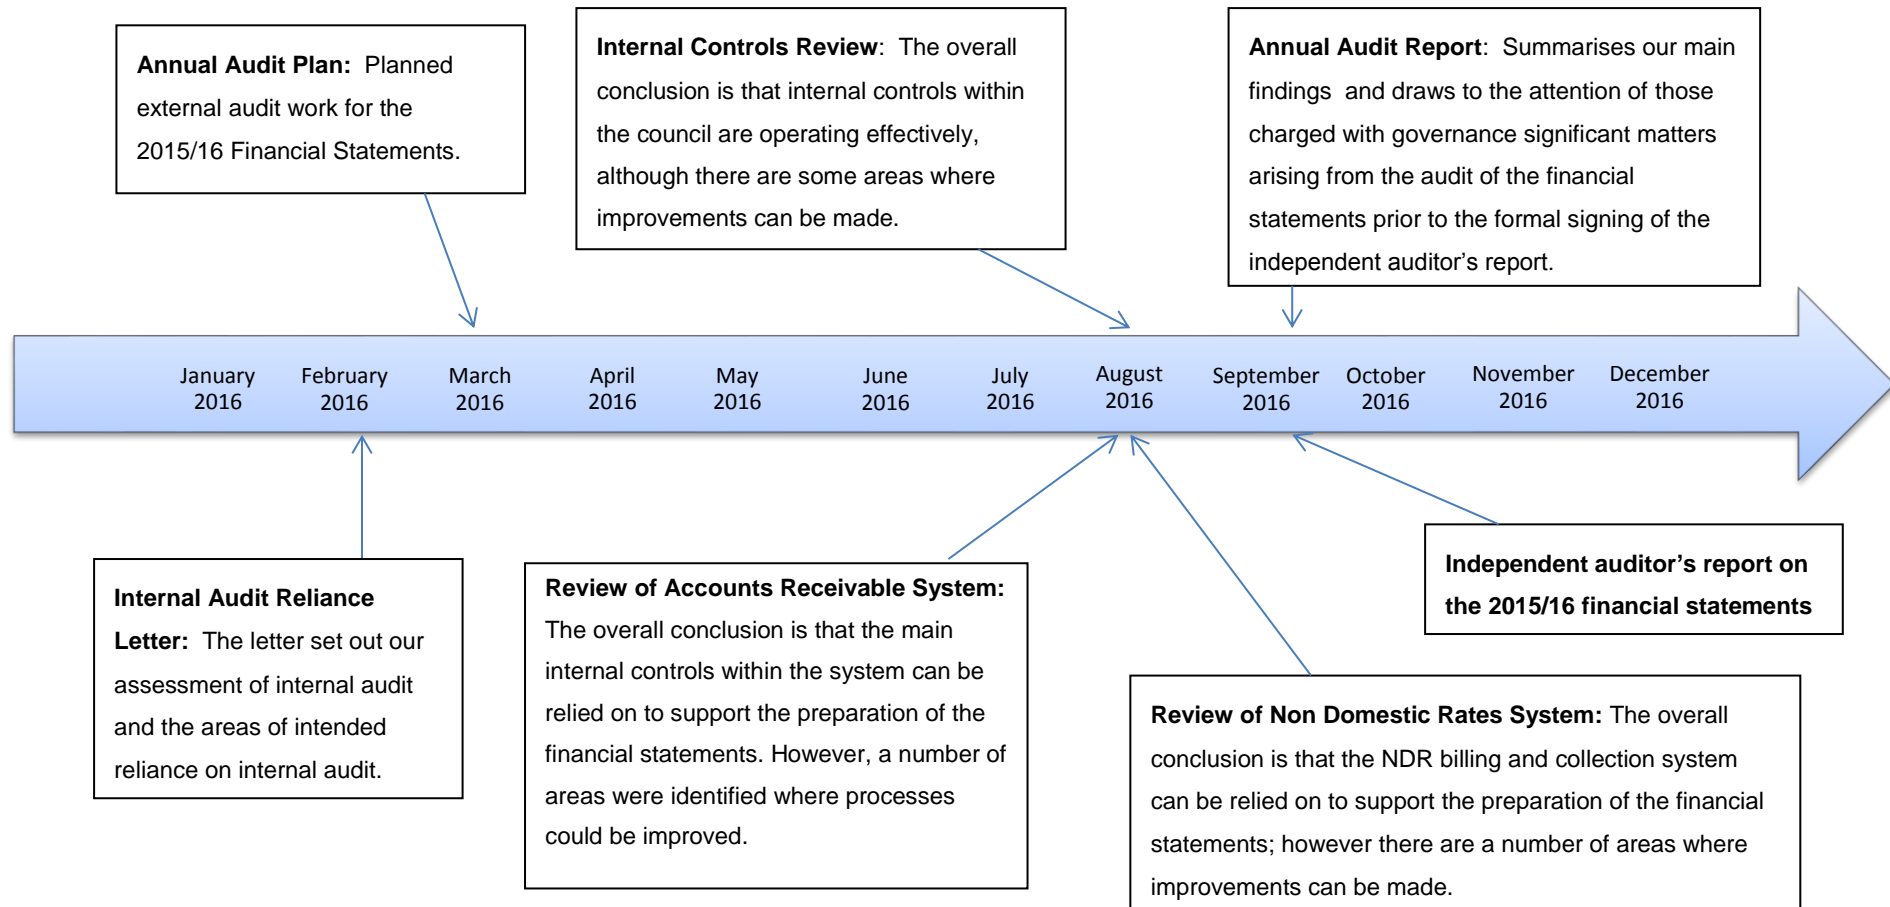 Annual Audit Plan: Planned
external audit work for the
2015/16 Financial Statements.
Internal Controls Review: The overall
conclusion is that internal controls within
the council are operating effectively,
although there are some areas where
improvements can be made.
Annual Audit Report: Summarises our main
findings and draws to the attention of those
charged with governance significant matters
arising from the audit of the financial
statements prior to the formal signing of the
independent auditor’s report.
January
2016
February
2016
March
2016
April
2016
May
2016
June
2016
July
2016
August
2016
September
2016
October
2016
November
2016
December
2016
Internal Audit Reliance
Letter: The letter set out our
assessment of internal audit
and the areas of intended
reliance on internal audit.
Review of Accounts Receivable System:
The overall conclusion is that the main
internal controls within the system can be
relied on to support the preparation of the
financial statements. However, a number of
areas were identified where processes
could be improved.
Independent auditor’s report on
the 2015/16 financial statements
Review of Non Domestic Rates System: The overall
conclusion is that the NDR billing and collection system
can be relied on to support the preparation of the financial
statements; however there are a number of areas where
improvements can be made.